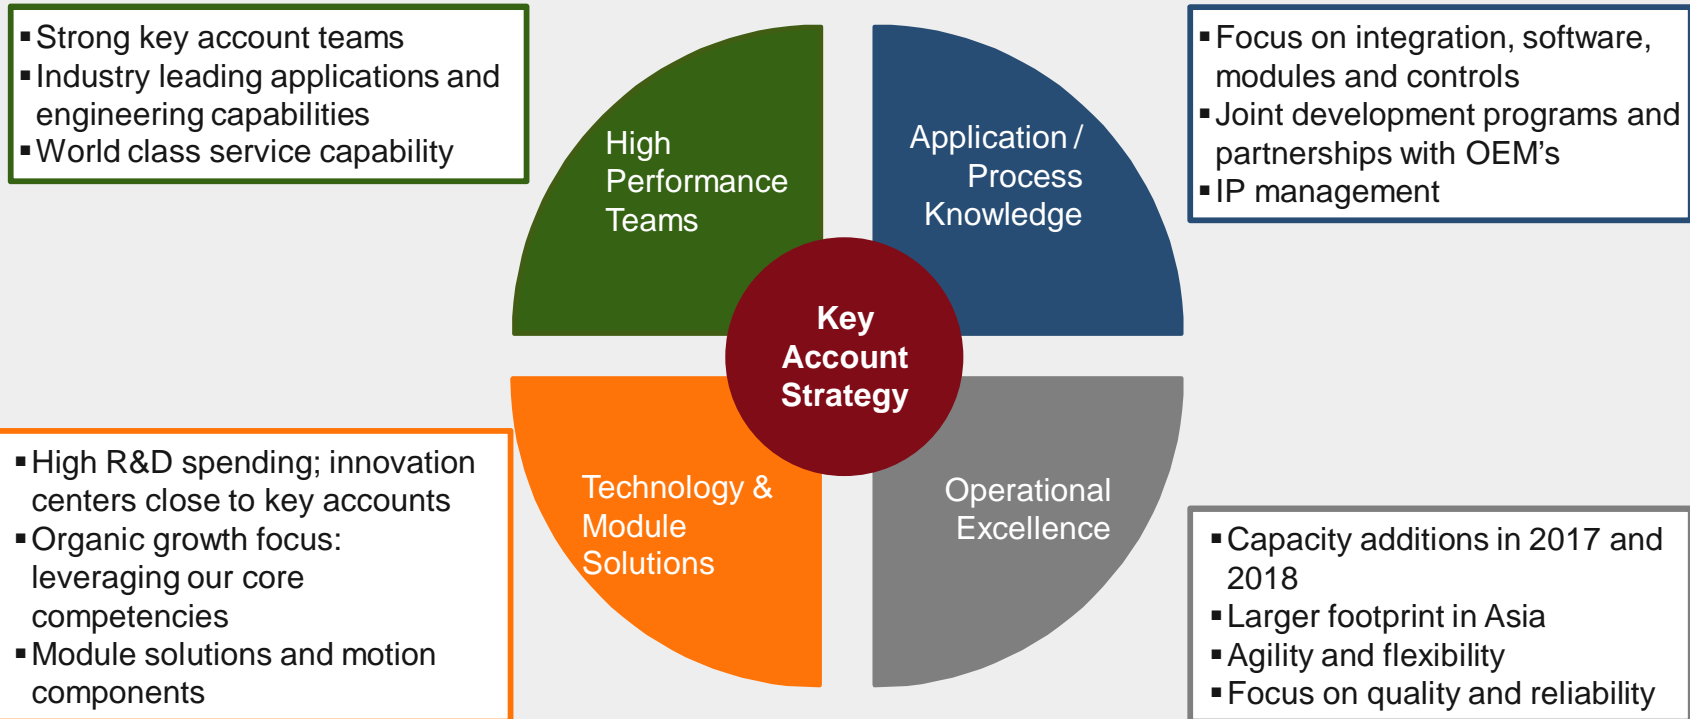 ▪Strong key account teams
▪Industry leading applications and
engineering capabilities
▪World class service capability
High
Performance
Teams
Application /
Process
Knowledge
▪Focus on integration, software,
modules and controls
▪Joint development programs and
partnerships with OEM’s
▪IP management
Key
Account
Strategy
▪High R&D spending; innovation
centers close to key accounts
▪Organic growth focus:
leveraging our core
competencies
▪Module solutions and motion
components
Technology &
Module
Solutions
Operational
Excellence
▪Capacity additions in 2017 and
2018
▪Larger footprint in Asia
▪Agility and flexibility
▪Focus on quality and reliability